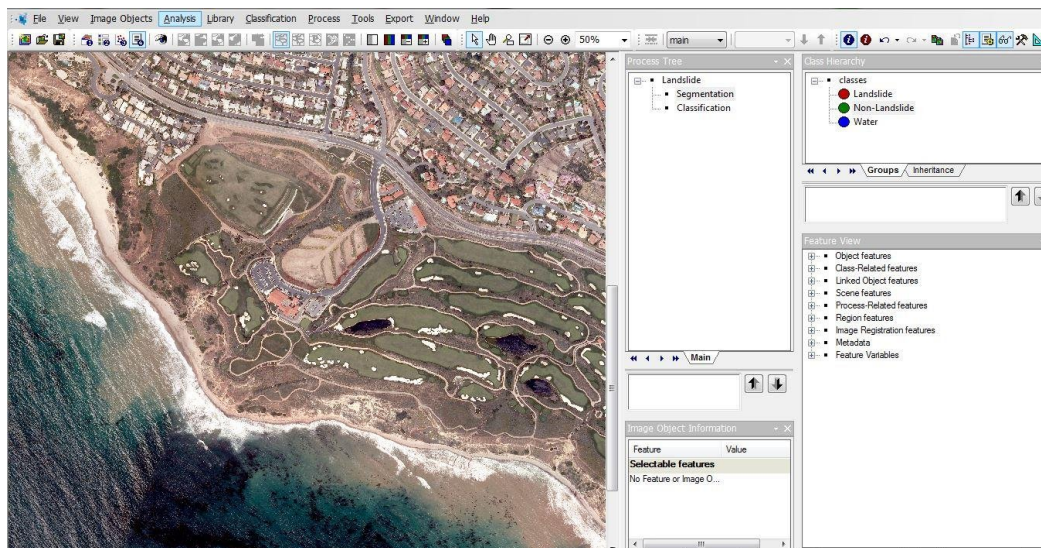 File View Image Objects Analysis Library Classification Process Tools Export Window Help
50% main
Process Tree
Landslide
Segmentation
Classification
Main
Image Object Information
Feature Value
Selectable features
No Feature or Image O...
Class Hierarchy
classes
Landslide
Non-Landslide
Water
Groups Inheritance
Feature View
Object features
Class-Related features
Linked Object features
Scene features
Process-Related features
Region features
Image Registration features
Metadata
Feature Variables